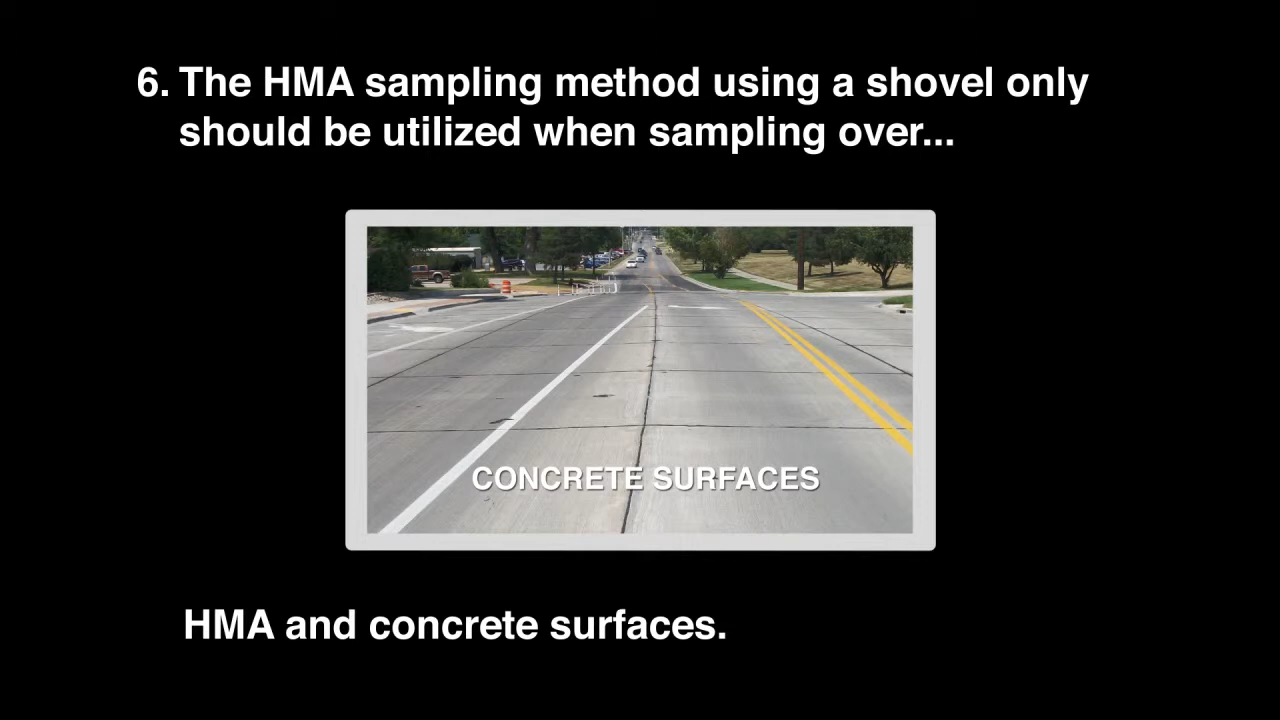 6. The HMA sampling method using a shovel only
should be utilized when sampling over...
CONCRETE SURFACES
HMA and concrete surfaces.